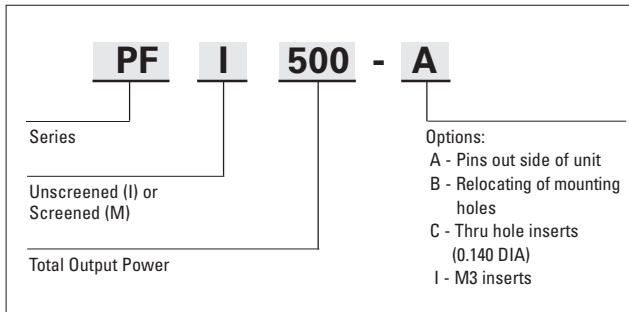 PF I 500 - A
Series
Unscreened (I) or
Screened (M)
Total Output Power
Options:
A - Pins out side of unit
B - Relocating of mounting
holes
C - Thru hole inserts
(0.140 DIA)
I - M3 inserts